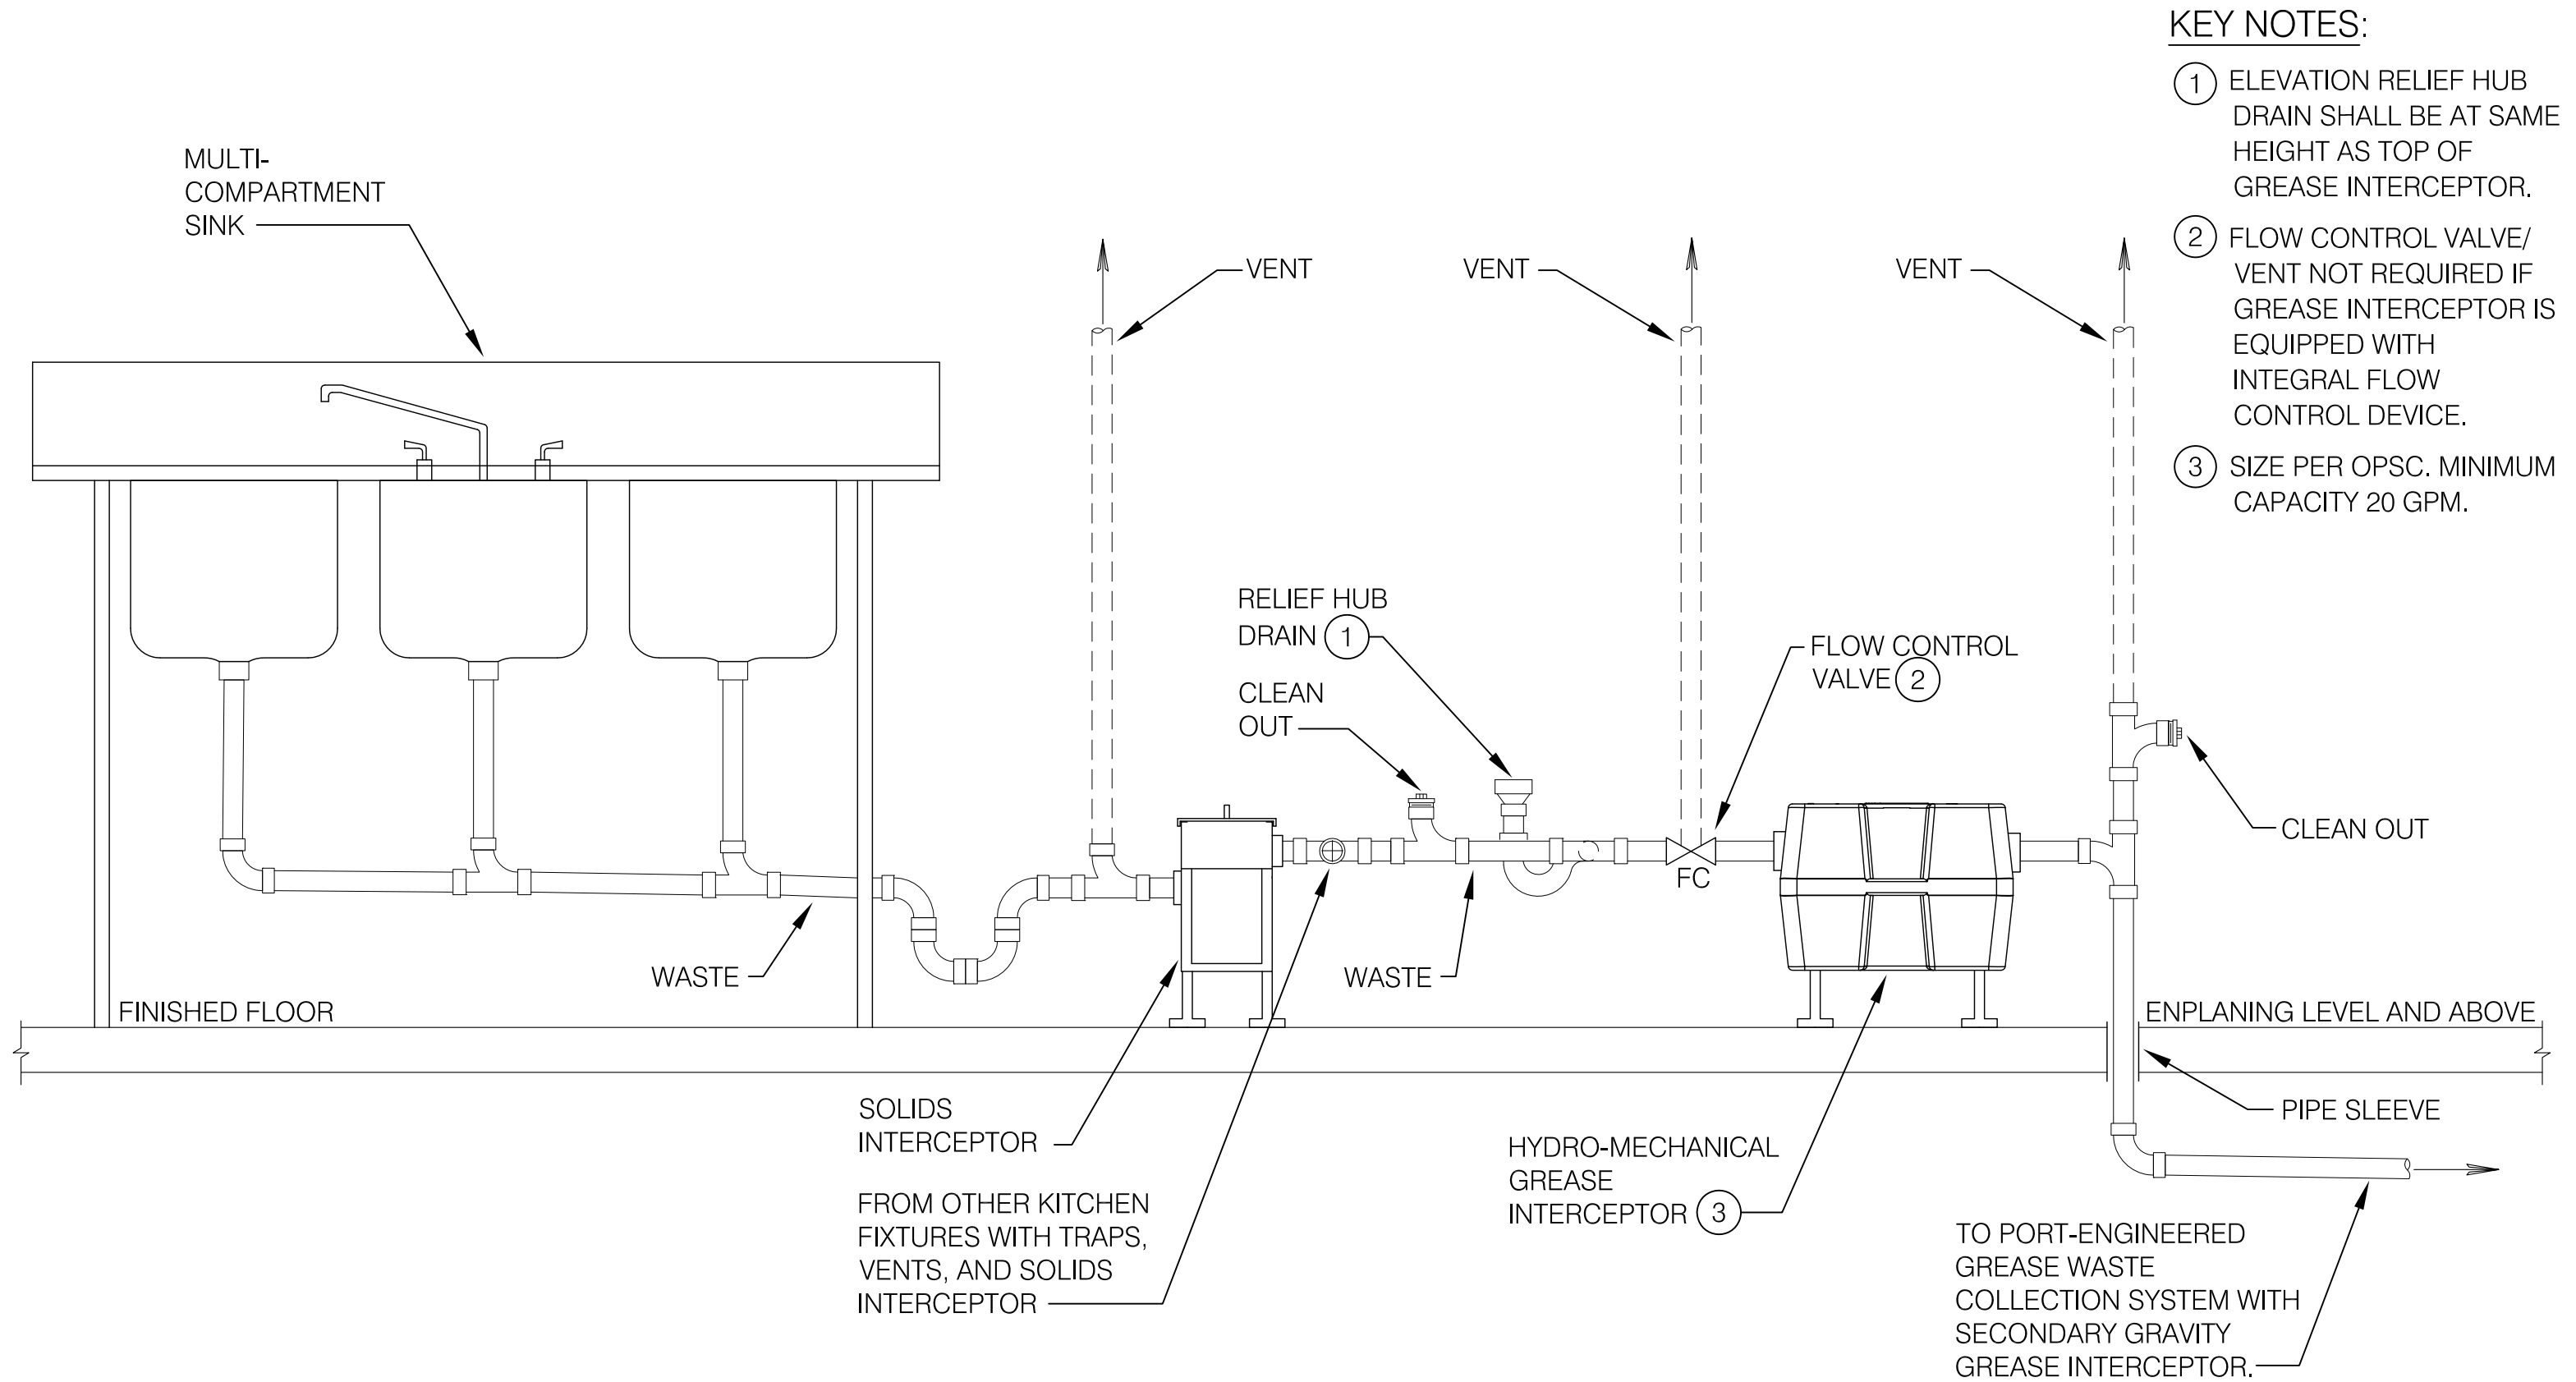 KEY NOTES:
1 ELEVATION RELIEF HUB
DRAIN SHALL BE AT SAME
HEIGHT AS TOP OF
GREASE INTERCEPTOR.
2 FLOW CONTROL VALVE/
VENT NOT REQUIRED IF
GREASE INTERCEPTOR IS
EQUIPPED WITH
INTEGRAL FLOW
CONTROL DEVICE.
3 SIZE PER OPSC. MINIMUM
CAPACITY 20 GPM.
MULTI-
COMPARTMENT
SINK
VENT
VENT
VENT
RELIEF HUB
DRAIN 1
CLEAN
OUT
FLOW CONTROL
VALVE 2
CLEAN OUT
FC
WASTE
WASTE
FINISHED FLOOR
ENPLANING LEVEL AND ABOVE
SOLIDS
INTERCEPTOR
PIPE SLEEVE
FROM OTHER KITCHEN
FIXTURES WITH TRAPS,
VENTS, AND SOLIDS
INTERCEPTOR
HYDRO-MECHANICAL
GREASE
INTERCEPTOR 3
TO PORT-ENGINEERED
GREASE WASTE
COLLECTION SYSTEM WITH
SECONDARY GRAVITY
GREASE INTERCEPTOR.